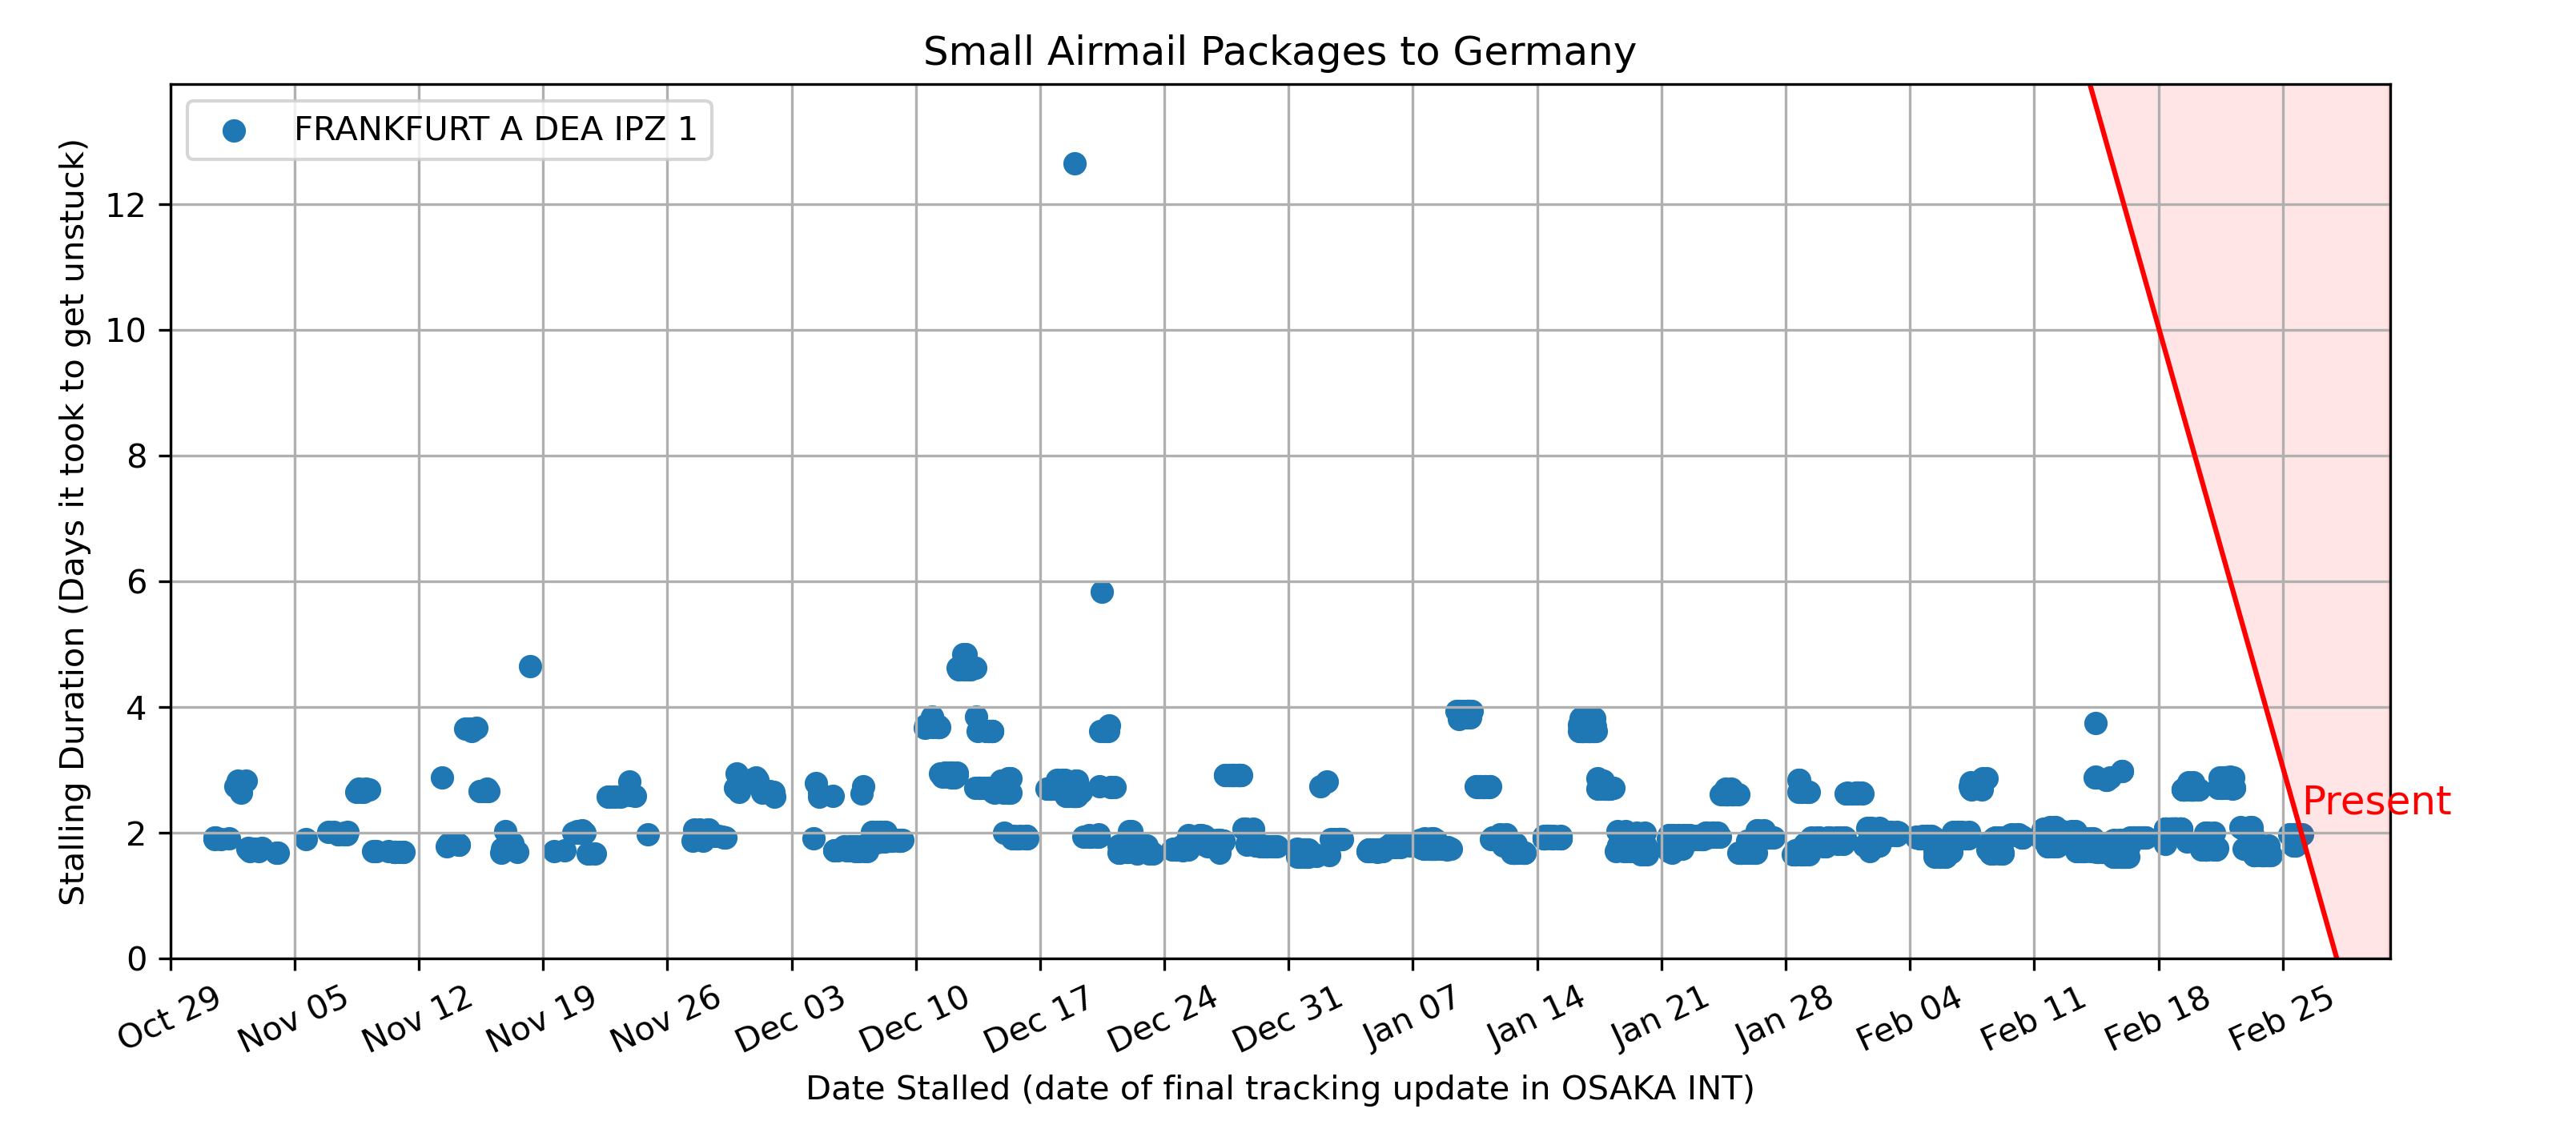 Small Airmail Packages to Germany
FRANKFURT A DEA IPZ 1
Stalling Duration (Days it took to get unstuck)
12
10
8
6
4
2
0
Present
Oct 29
Nov 05
Nov 12
Nov 19
Nov 26
Dec 03
Dec 10
Dec 17
Dec 24
Dec 31
Jan 07
Jan 14
Jan 21
Jan 28
Feb 04
Feb 11
Feb 18
Feb 25
Date Stalled (date of final tracking update in OSAKA INT)